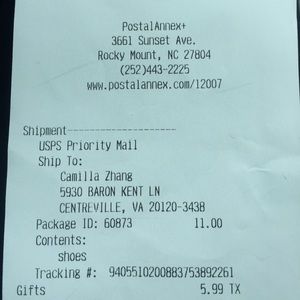 PostalAnnex+
3661 Sunset Ave.
Rocky Mount, NC 27804
(252)443-2225
www.postalannex.com/12007
Shipment--------------------
USPS Priority Mail
Ship To:
Camilla Zhang
5930 BARON KENT LN
CENTREVILLE, VA 20120-3438
Package ID: 60873 11.00
Contents:
shoes
Tracking #: 9405510200883753892261
Gifts 5.99 TX